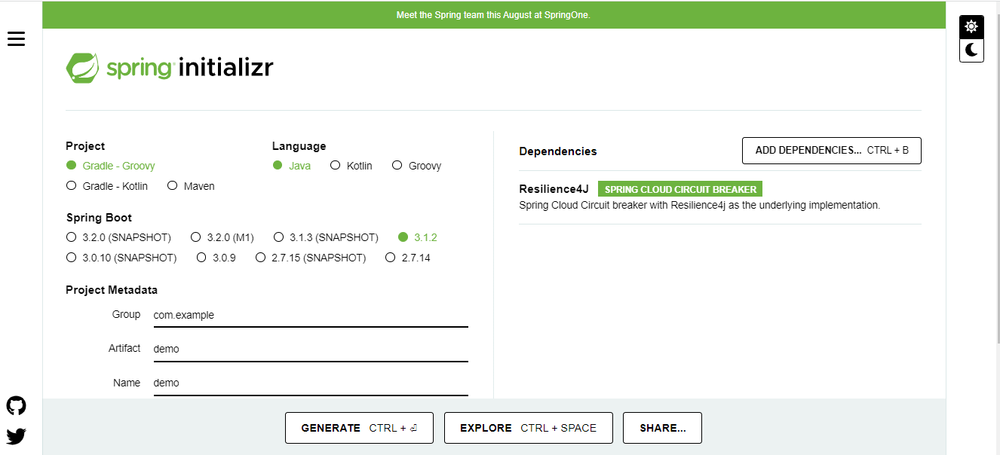 Meet the Spring team this August at SpringOne.
spring initializr
Project
Gradle - Groovy
Gradle - Kotlin Maven
Language
Java Kotlin Groovy
Spring Boot
3.2.0 (SNAPSHOT) 3.2.0 (M1) 3.1.3 (SNAPSHOT) 3.1.2
3.0.10 (SNAPSHOT) 3.0.9 2.7.15 (SNAPSHOT) 2.7.14
Project Metadata
Group com.example
Artifact demo
Name demo
Dependencies ADD DEPENDENCIES... CTRL + B
Resilience4J SPRING CLOUD CIRCUIT BREAKER
Spring Cloud Circuit breaker with Resilience4j as the underlying implementation.
GENERATE CTRL + ⏎ EXPLORE CTRL + SPACE SHARE...